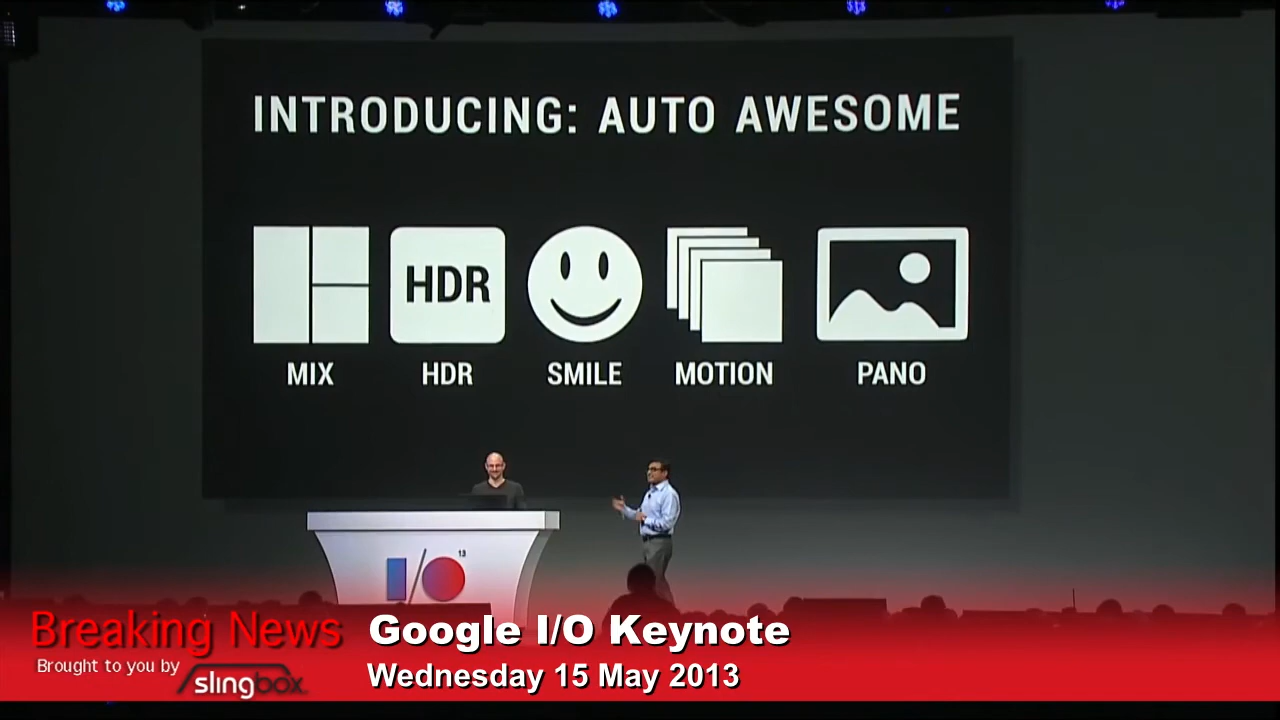 INTRODUCING: AUTO AWESOME
HDR
MIX
HDR
SMILE
MOTION
PANO
I/O 13
Breaking News
Google I/O Keynote
Brought to you by
slingbox
Wednesday 15 May 2013